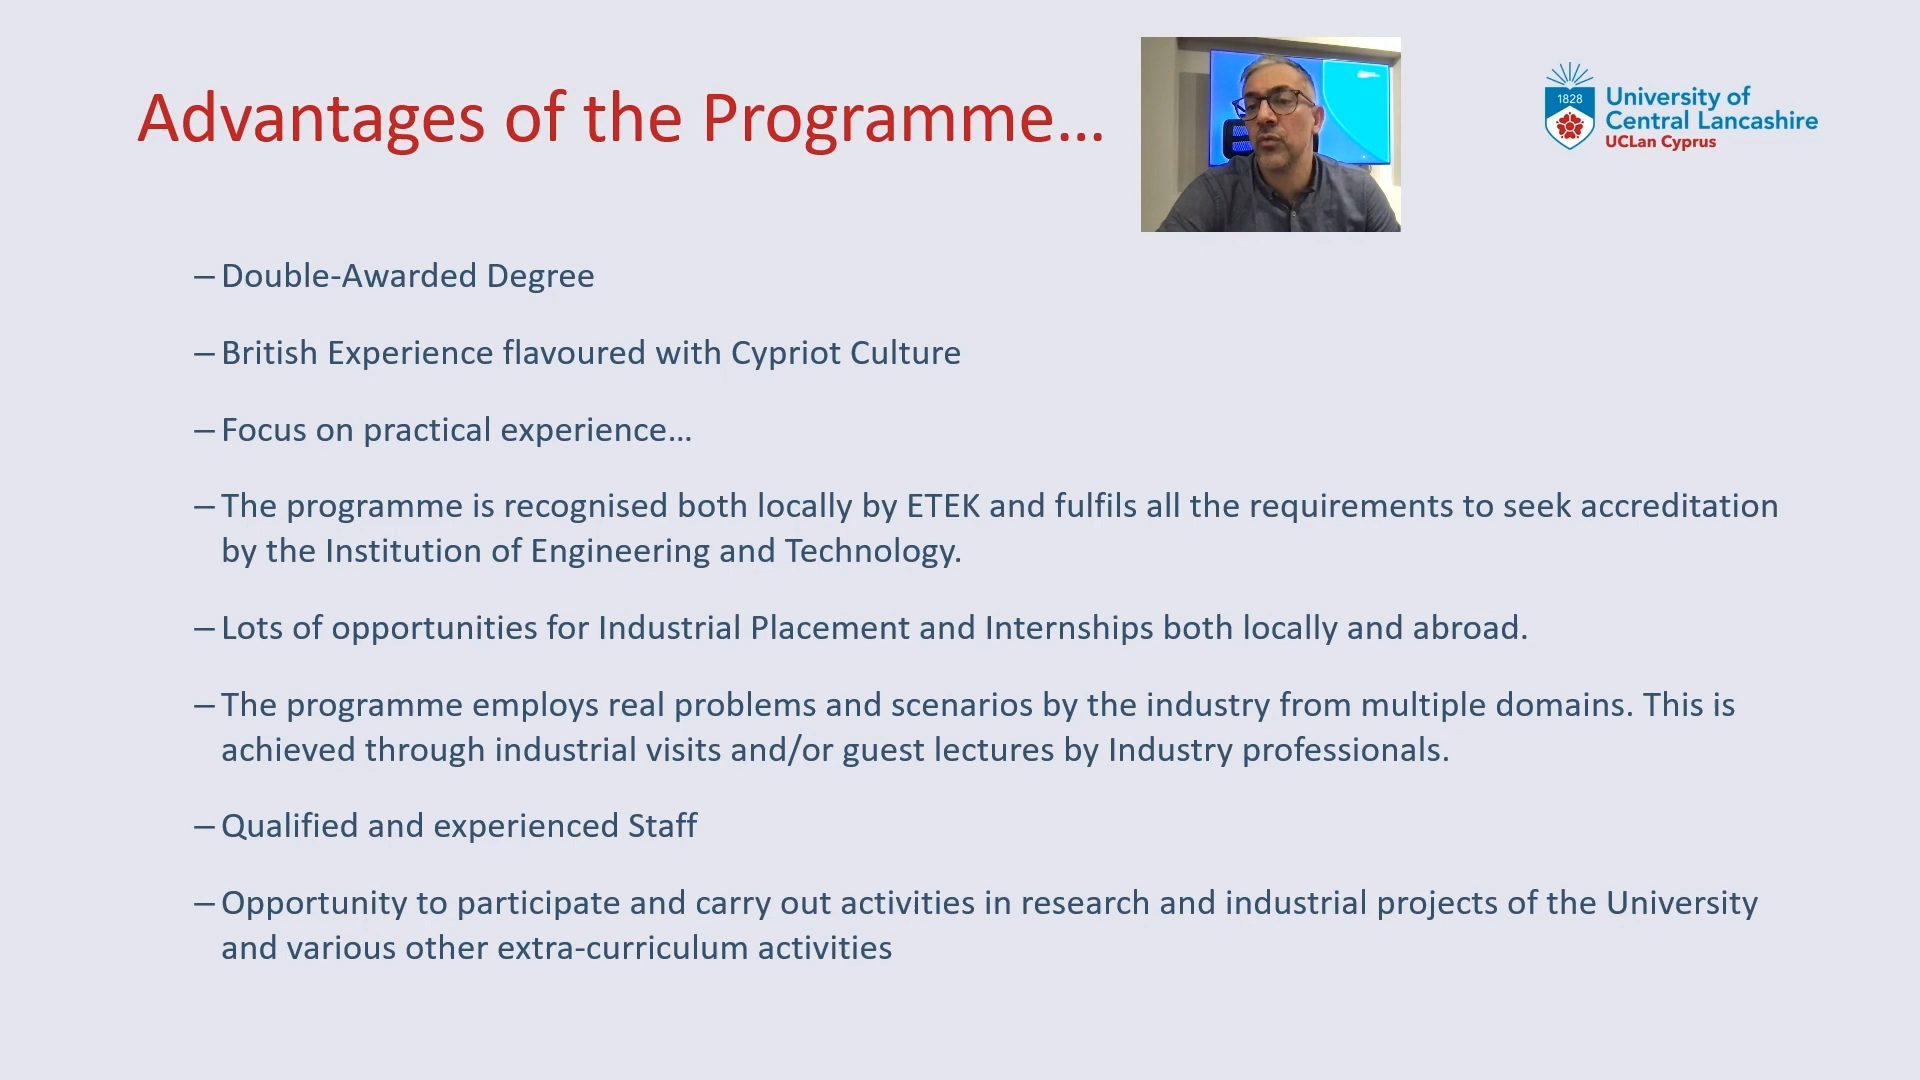 Advantages of the Programme...
1828
University of
Central Lancashire
UCLan Cyprus
– Double-Awarded Degree
– British Experience flavoured with Cypriot Culture
– Focus on practical experience...
– The programme is recognised both locally by ETEK and fulfils all the requirements to seek accreditation
by the Institution of Engineering and Technology.
– Lots of opportunities for Industrial Placement and Internships both locally and abroad.
– The programme employs real problems and scenarios by the industry from multiple domains. This is
achieved through industrial visits and/or guest lectures by Industry professionals.
– Qualified and experienced Staff
– Opportunity to participate and carry out activities in research and industrial projects of the University
and various other extra-curriculum activities